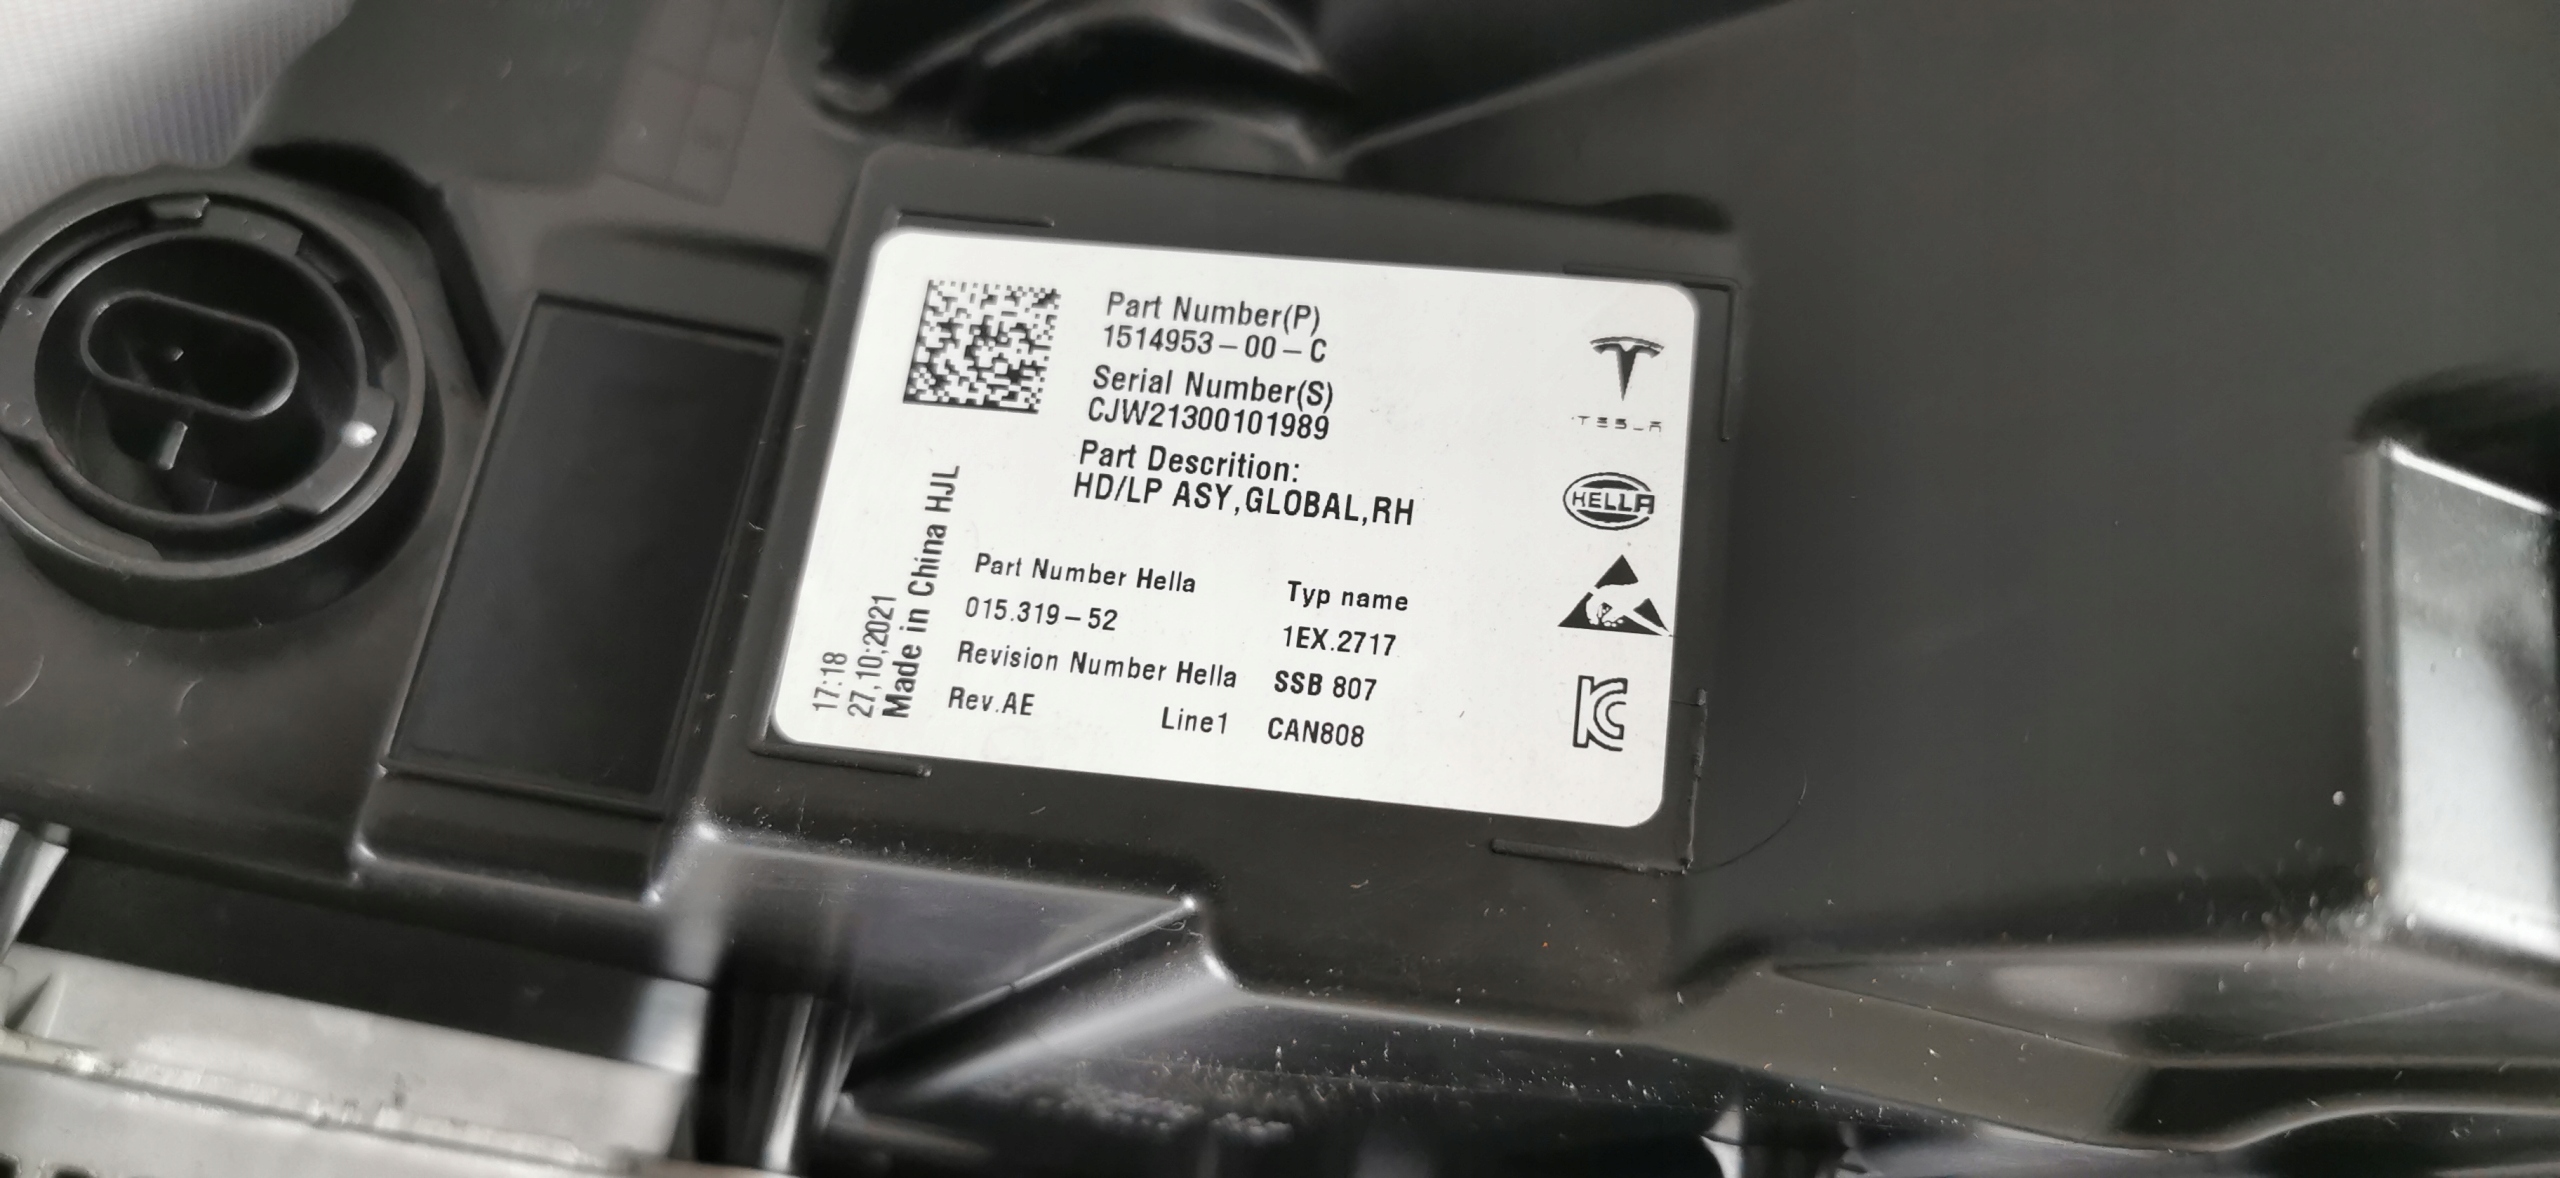 Part Number(P)
1514953-00-C
Serial Number(S)
CJW21300101989
Part Descrition:
HD/LP ASY,GLOBAL,RH
Part Number Hella
015.319-52
Revision Number Hella
Rev.AE
Line1
Typ name
1EX.2717
SSB 807
CAN808
17:18
27,10;2021
Made in China HJL
TESLA
HELLA